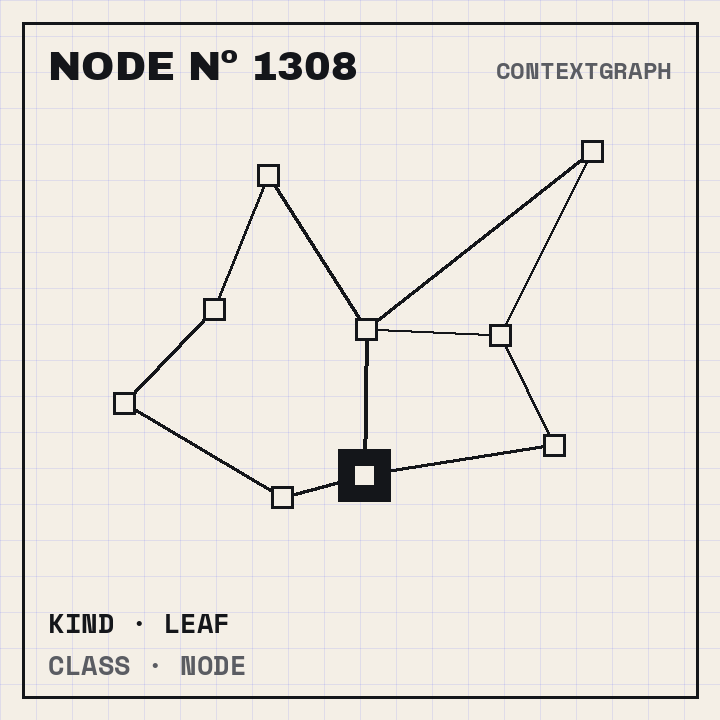 NODE Nº 1308
CONTEXTGRAPH
KIND · LEAF
CLASS · NODE